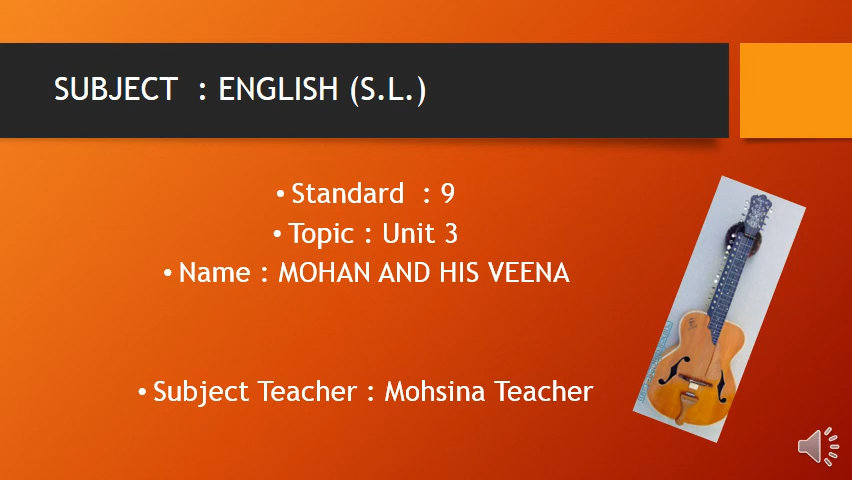 SUBJECT : ENGLISH (S.L.)
• Standard : 9
• Topic : Unit 3
• Name : MOHAN AND HIS VEENA
• Subject Teacher : Mohsina Teacher